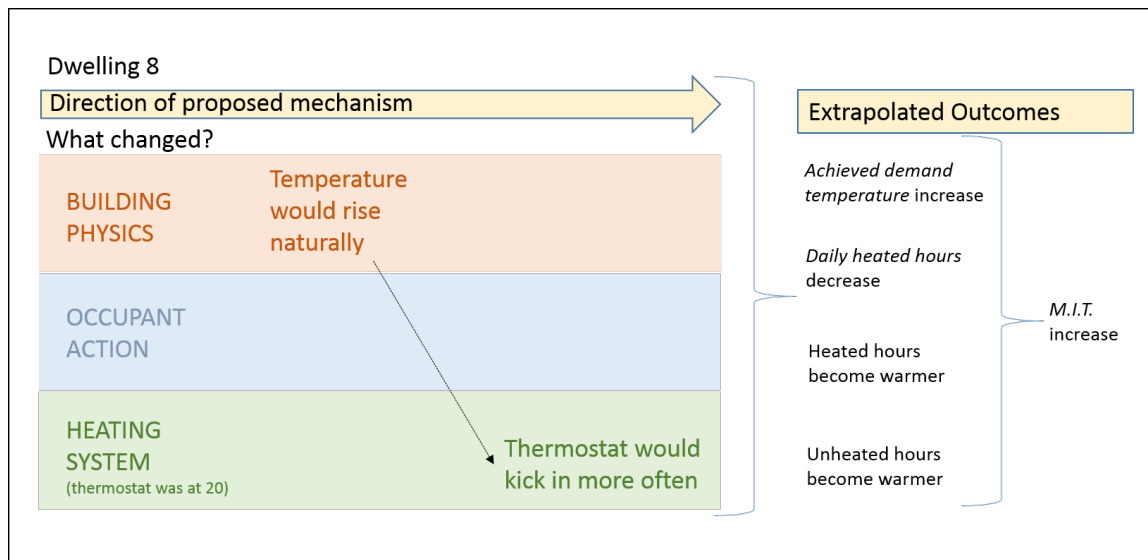 Dwelling 8
Direction of proposed mechanism
What changed?
BUILDING
PHYSICS
Temperature
would rise
naturally
OCCUPANT
ACTION
HEATING
SYSTEM
(thermostat was at 20)
Thermostat would
kick in more often
Extrapolated Outcomes
Achieved demand
temperature increase
Daily heated hours
decrease
Heated hours
become warmer
Unheated hours
become warmer
M.I.T.
increase